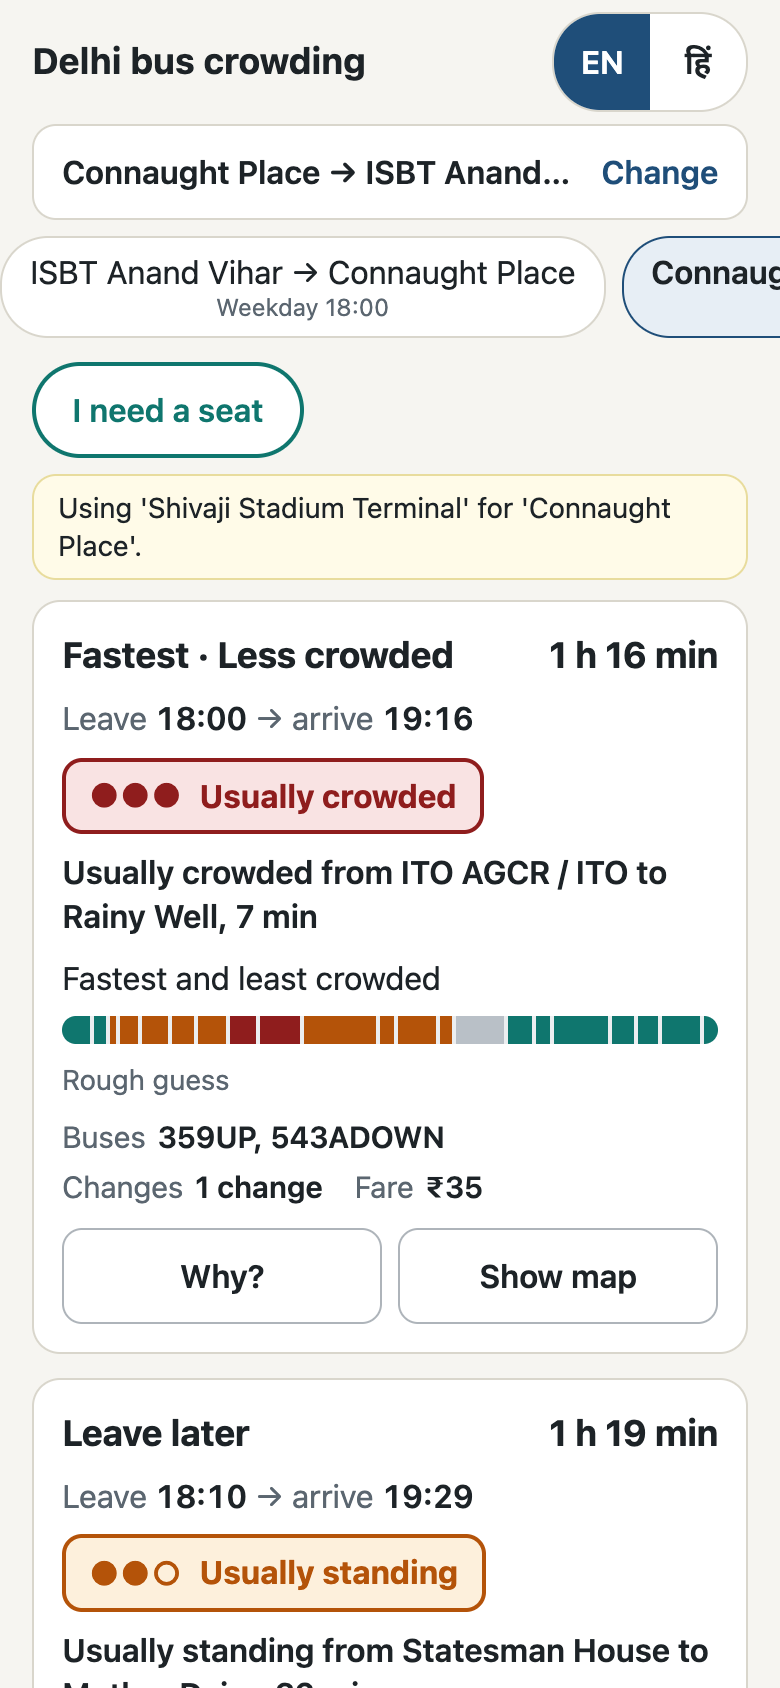 Delhi bus crowding
EN
हिं
Connaught Place → ISBT Anand...
Change
ISBT Anand Vihar → Connaught Place
Weekday 18:00
Connaug
I need a seat
Using 'Shivaji Stadium Terminal' for 'Connaught
Place'.
Fastest · Less crowded
1 h 16 min
Leave 18:00 → arrive 19:16
Usually crowded
Usually crowded from ITO AGCR / ITO to
Rainy Well, 7 min
Fastest and least crowded
Rough guess
Buses 359UP, 543ADOWN
Changes 1 change Fare ₹35
Why?
Show map
Leave later
1 h 19 min
Leave 18:10 → arrive 19:29
Usually standing
Usually standing from Statesman House to